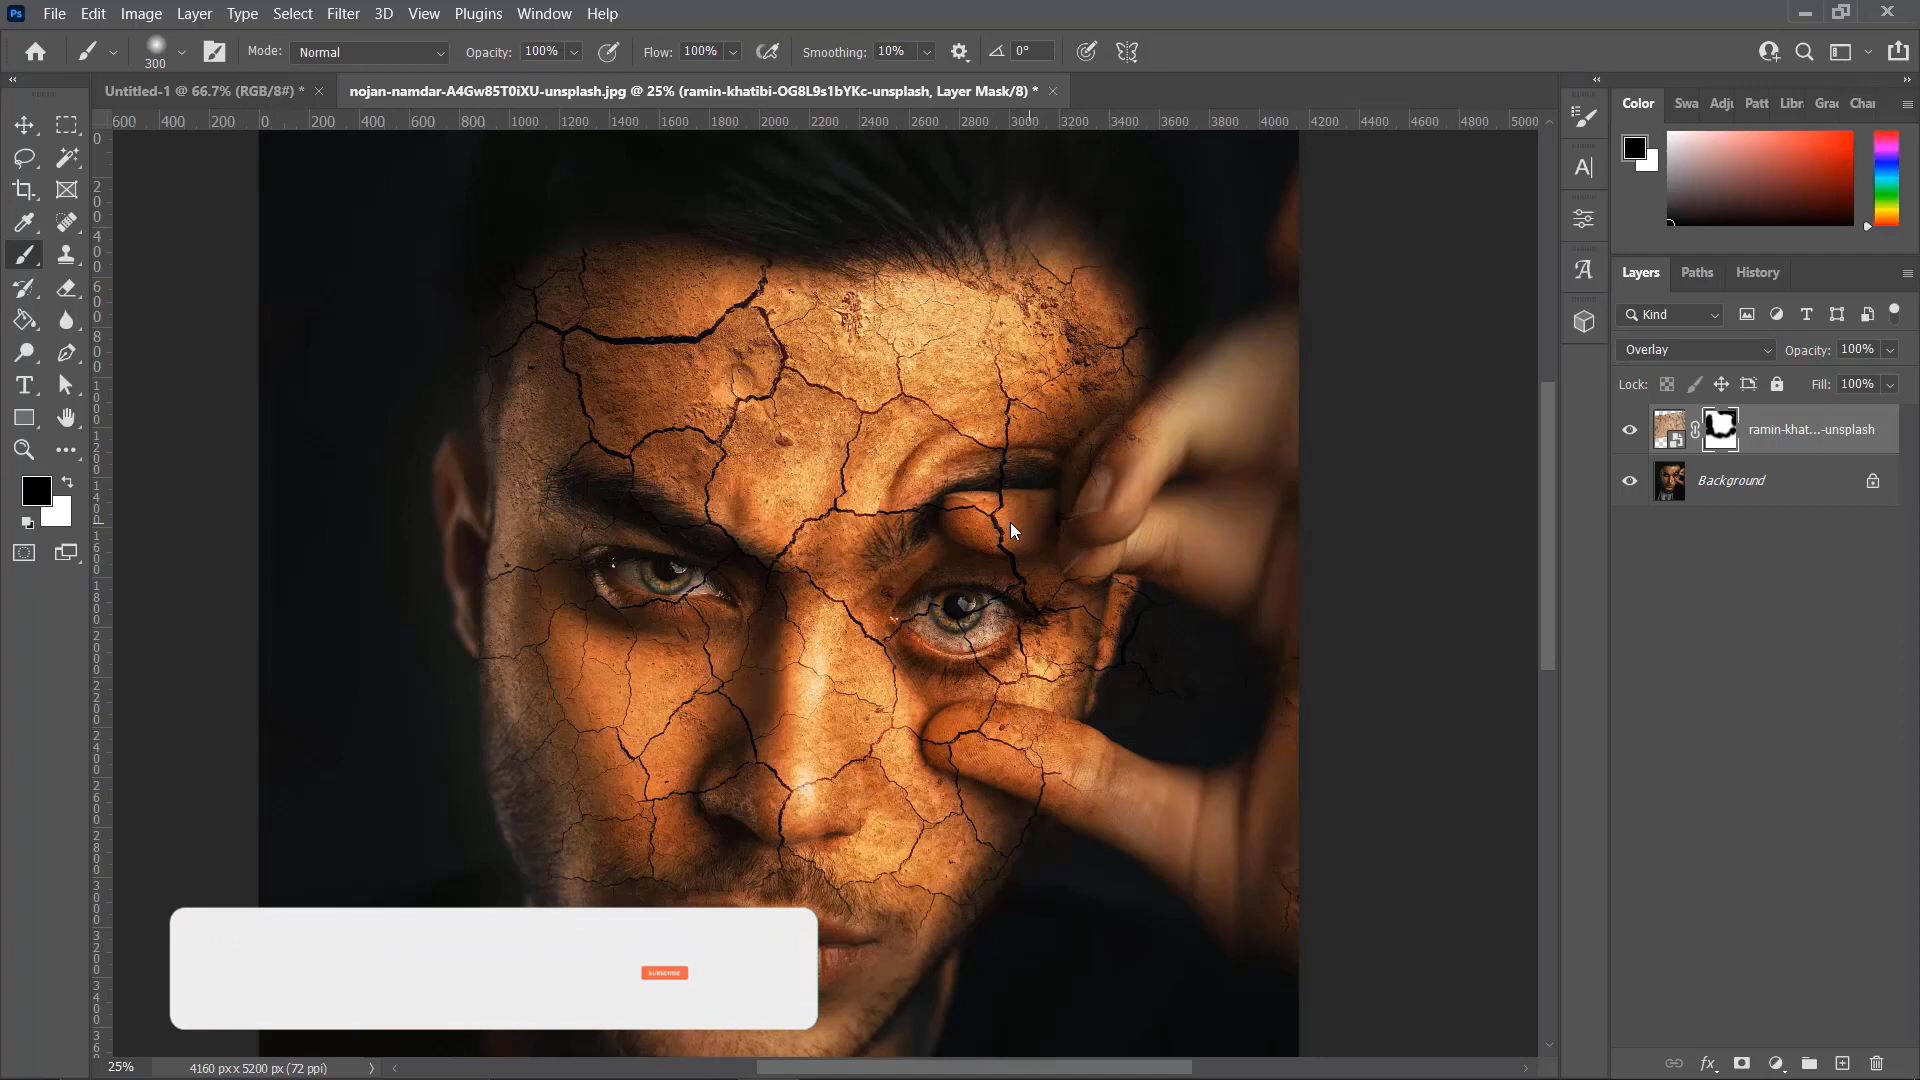 Ps File Edit Image Layer Type Select Filter 3D View Plugins Window Help
300 Mode: Normal Opacity: 100% Flow: 100% Smoothing: 10% 0°
Untitled-1 @ 66.7% (RGB/8#) * nojan-namdar-A4Gw85T0iXU-unsplash.jpg @ 25% (ramin-khatibi-OG8L9s1bYKc-unsplash, Layer Mask/8) *
600 400 200 0 200 400 600 800 1000 1200 1400 1600 1800 2000 2200 2400 2600 2800 3000 3200 3400 3600 3800 4000 4200 4400 4600 4800 5000
Color Swa Adju Patt Libr Grac Char
Layers Paths History
Kind
Overlay Opacity: 100%
Lock: Fill: 100%
ramin-khat...-unsplash
Background
SUBSCRIBE
25% 4160 px x 5200 px (72 ppi)